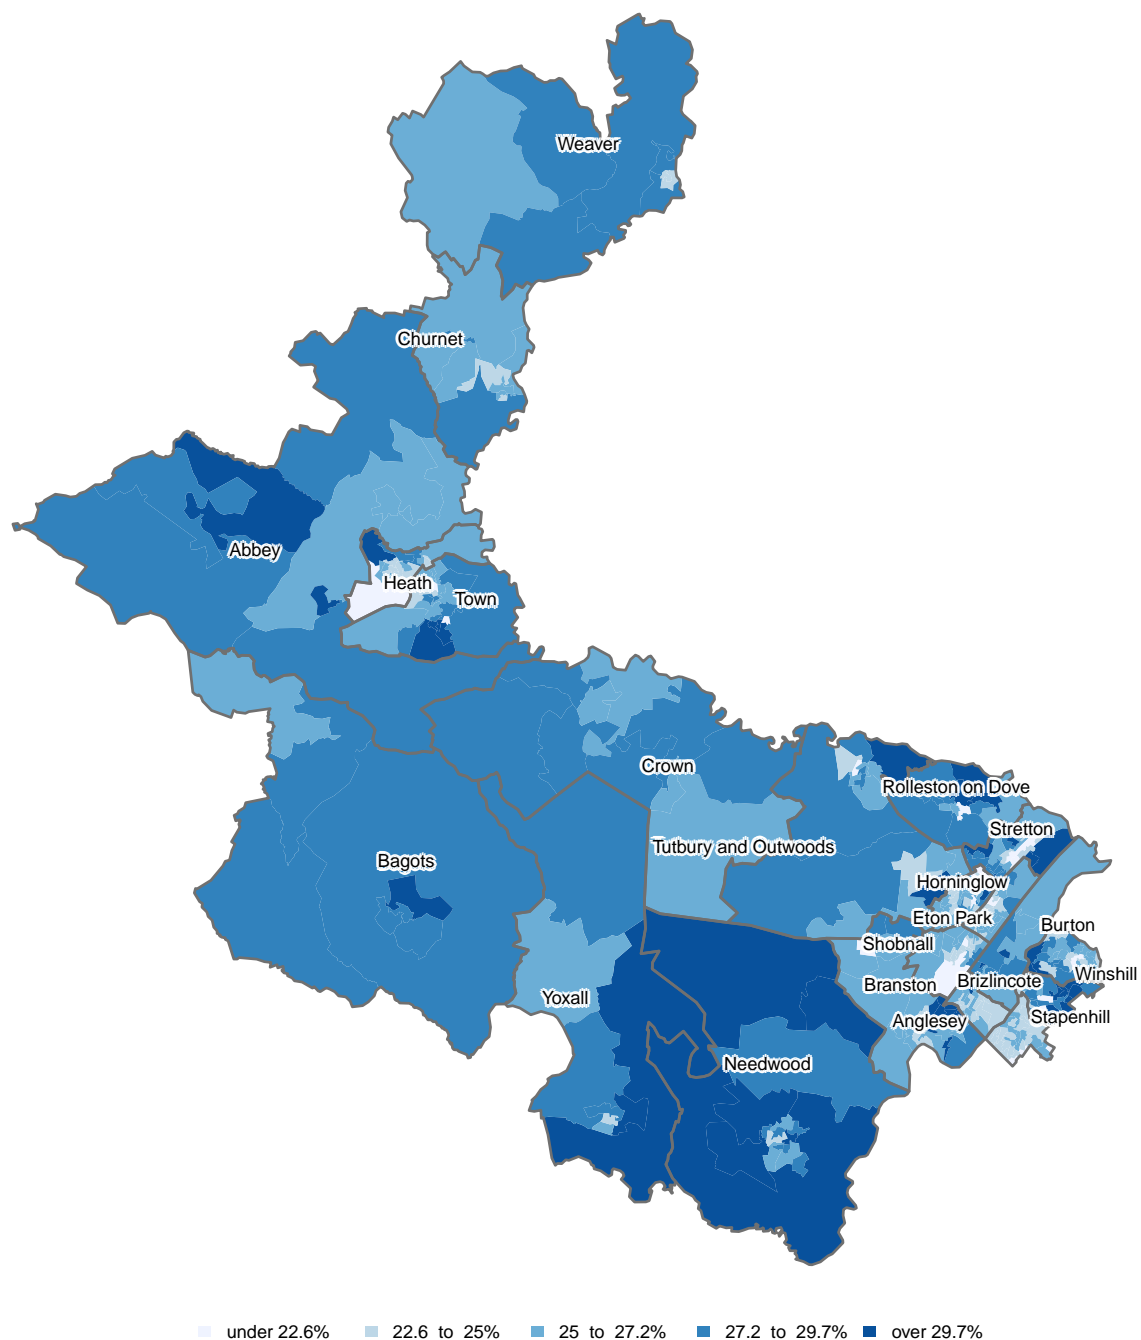 Weaver
Churnet
Abbey
Heath
Town
Crown
Rolleston on Dove
Stretton
Tutbury and Outwoods
Bagots
Horninglow
Eton Park
Burton
Shobnall
Winshill
Brizlincote
Branston
Yoxall
Stapenhill
Anglesey
Needwood
under 22.6% 22.6 to 25% 25 to 27.2% 27.2 to 29.7% over 29.7%